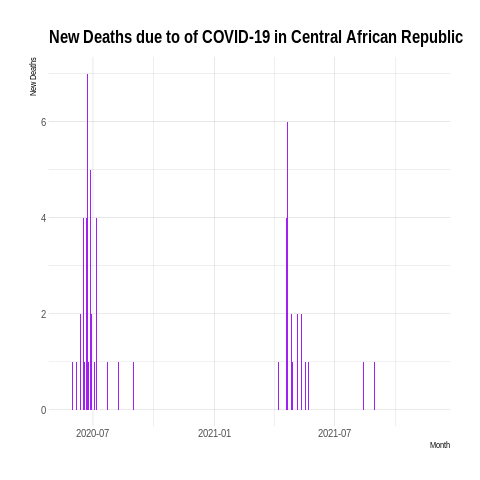 New Deaths due to of COVID-19 in Central African Republic
New Deaths
6
4
2
0
2020-07
2021-01
2021-07
Month